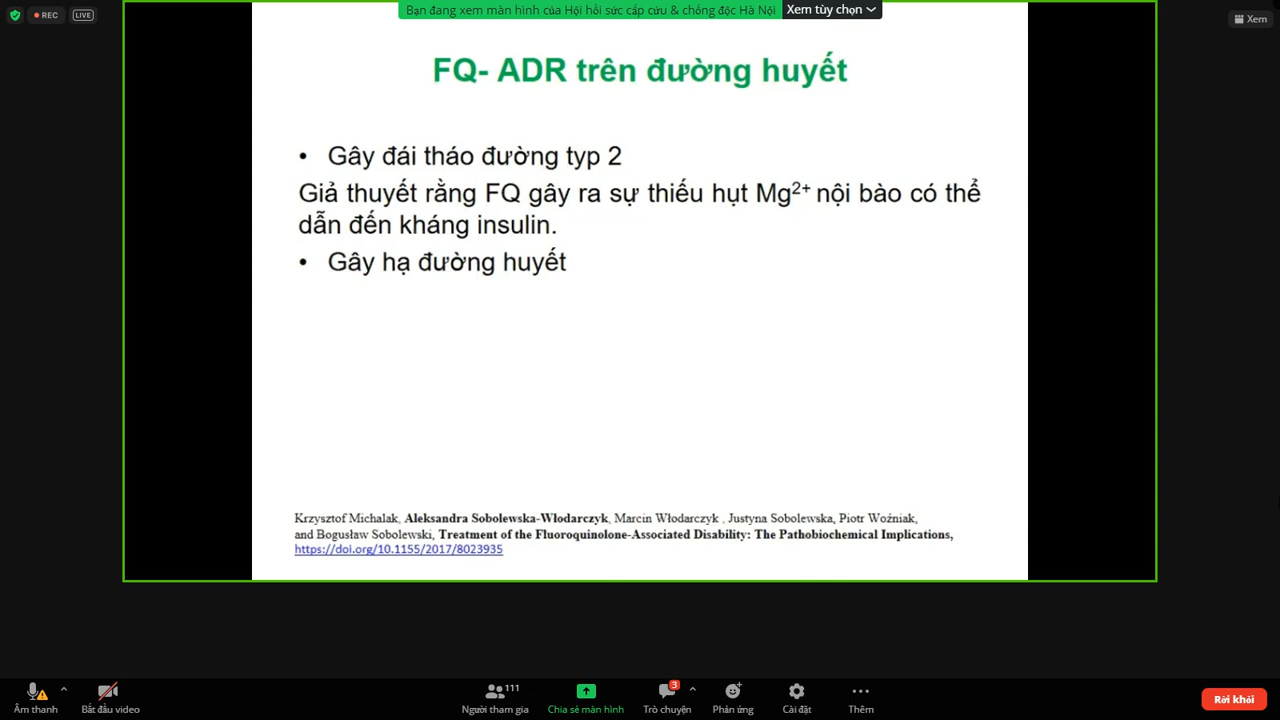 REC
LIVE
Bạn đang xem màn hình của Hội hồi sức cấp cứu & chống độc Hà Nội
Xem tùy chọn
Xem
FQ- ADR trên đường huyết
• Gây đái tháo đường typ 2
Giả thuyết rằng FQ gây ra sự thiếu hụt Mg²⁺ nội bào có thể
dẫn đến kháng insulin.
• Gây hạ đường huyết
Krzysztof Michalak, Aleksandra Sobolewska-Włodarczyk, Marcin Włodarczyk , Justyna Sobolewska, Piotr Woźniak,
and Bogusław Sobolewski, Treatment of the Fluoroquinolone-Associated Disability: The Pathobiochemical Implications,
https://doi.org/10.1155/2017/8023935
Âm thanh
Bắt đầu video
111
Người tham gia
Chia sẻ màn hình
3
Trò chuyện
Phản ứng
Cài đặt
Thêm
Rời khỏi